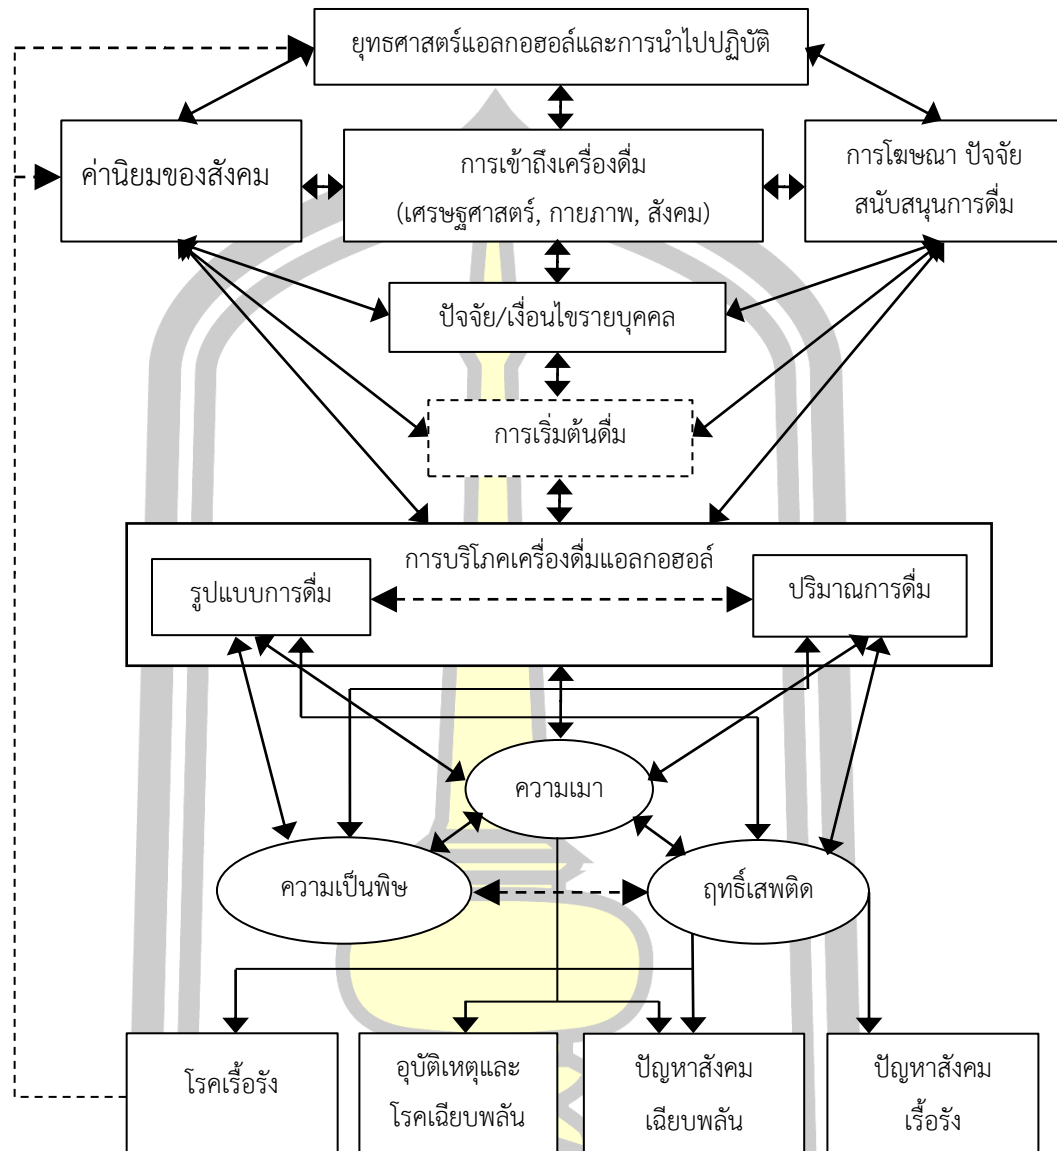 ยุทธศาสตร์แอลกอฮอล์และการนำไปปฏิบัติ
ค่านิยมของสังคม
การเข้าถึงเครื่องดื่ม
(เศรษฐศาสตร์, กายภาพ, สังคม)
การโฆษณา ปัจจัย
สนับสนุนการดื่ม
ปัจจัย/เงื่อนไขรายบุคคล
การเริ่มต้นดื่ม
การบริโภคเครื่องดื่มแอลกอฮอล์
รูปแบบการดื่ม
ปริมาณการดื่ม
ความเมา
ความเป็นพิษ
ฤทธิ์เสพติด
โรคเรื้อรัง
อุบัติเหตุและ
โรคเฉียบพลัน
ปัญหาสังคม
เฉียบพลัน
ปัญหาสังคม
เรื้อรัง